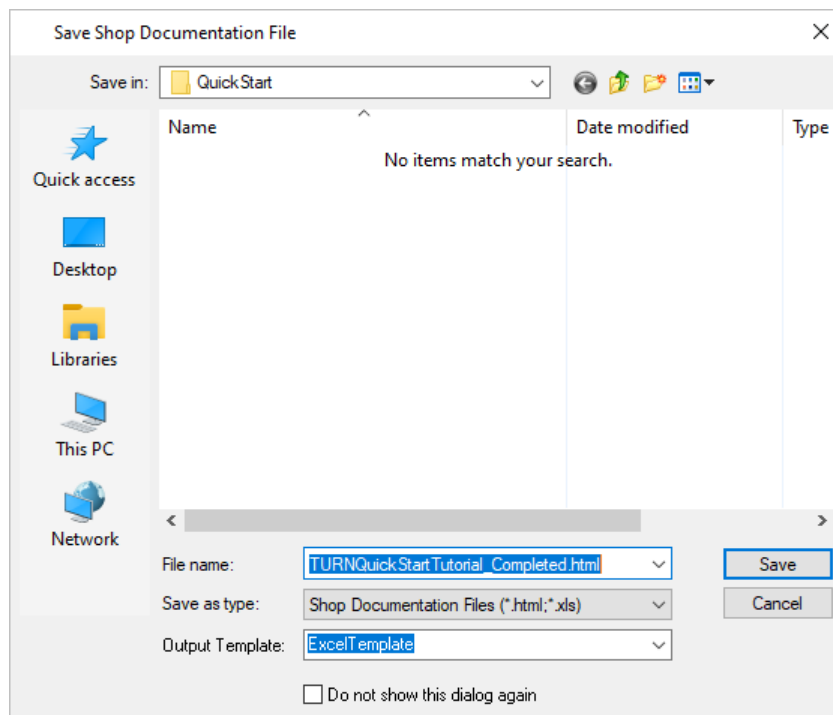 Save Shop Documentation File
Save in: QuickStart
Name Date modified Type
No items match your search.
Quick access
Desktop
Libraries
This PC
Network
File name: TURNQuickStartTutorial_Completed.html Save
Save as type: Shop Documentation Files (*.html;*.xls) Cancel
Output Template: ExcelTemplate
Do not show this dialog again